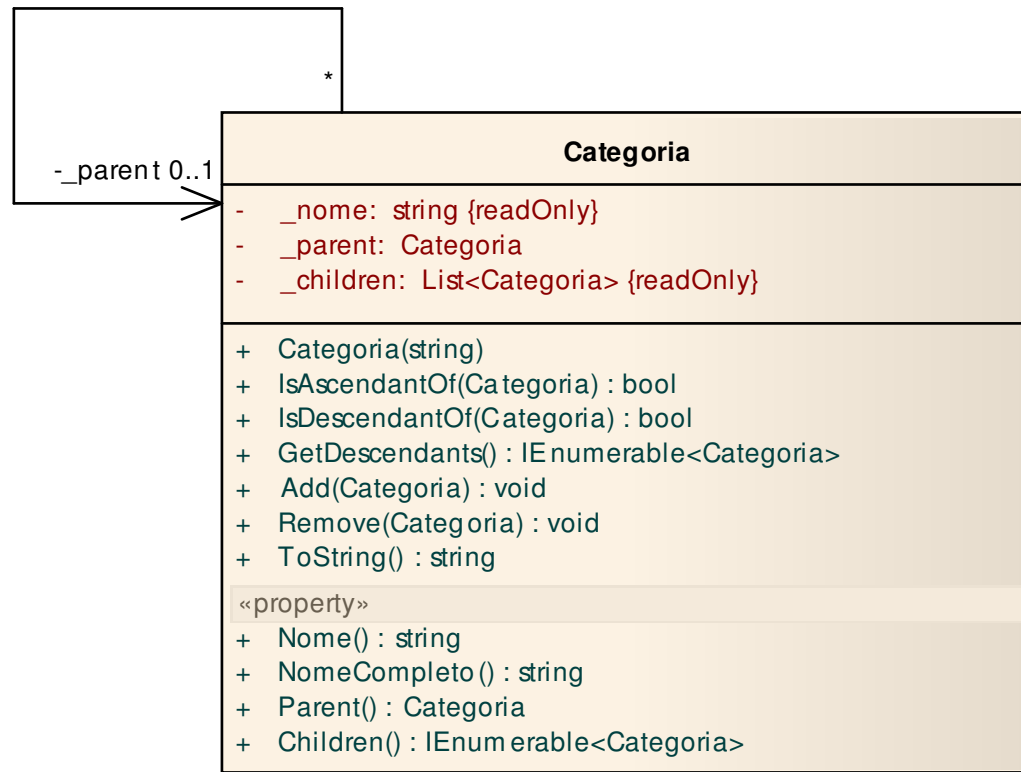 *
-_parent 0..1
Categoria
- _nome: string {readOnly}
- _parent: Categoria
- _children: List<Categoria> {readOnly}
+ Categoria(string)
+ IsAscendantOf(Categoria) : bool
+ IsDescendantOf(Categoria) : bool
+ GetDescendants() : IEnumerable<Categoria>
+ Add(Categoria) : void
+ Remove(Categoria) : void
+ ToString() : string
«property»
+ Nome() : string
+ NomeCompleto() : string
+ Parent() : Categoria
+ Children() : IEnumerable<Categoria>